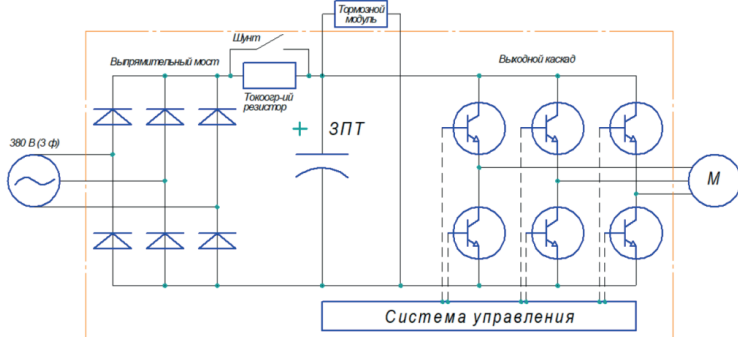 Тормозной
модуль
Шунт
Выпрямительный мост
Выходной каскад
Токоогр-ий
резистор
+ ЗПТ
380 В (3 ф)
М
Система управления